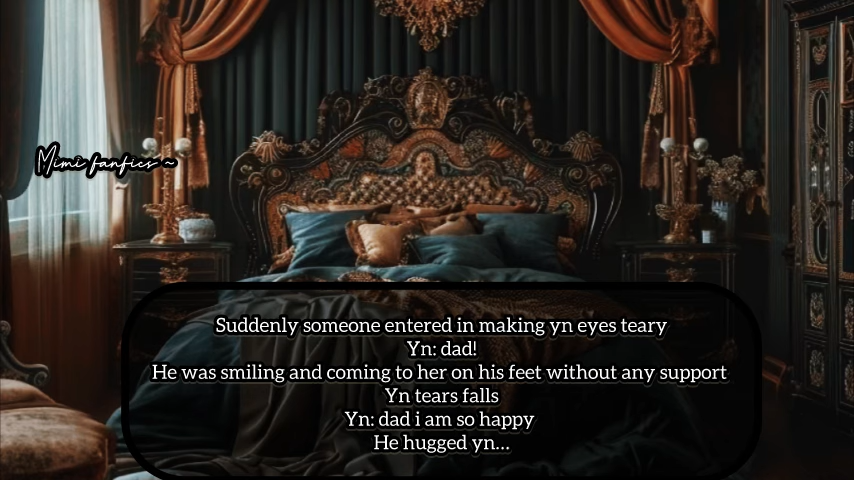 Mimi fanfics ~
Suddenly someone entered in making yn eyes teary
Yn: dad!
He was smiling and coming to her on his feet without any support
Yn tears falls
Yn: dad i am so happy
He hugged yn...